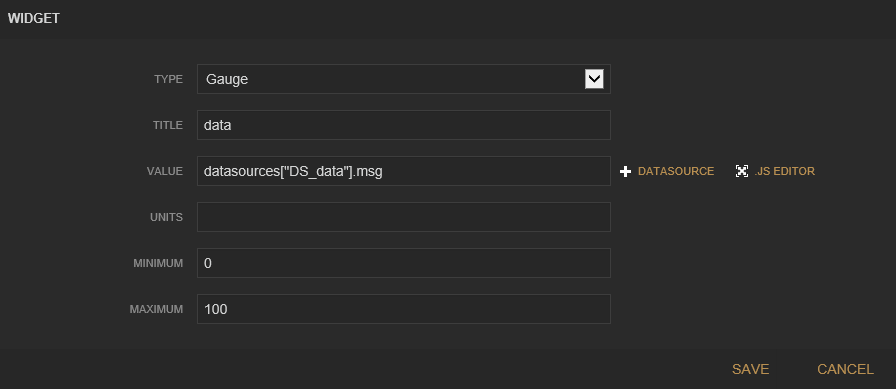 WIDGET
TYPE Gauge
TITLE data
VALUE datasources["DS_data"].msg DATASOURCE .JS EDITOR
UNITS
MINIMUM 0
MAXIMUM 100
SAVE CANCEL